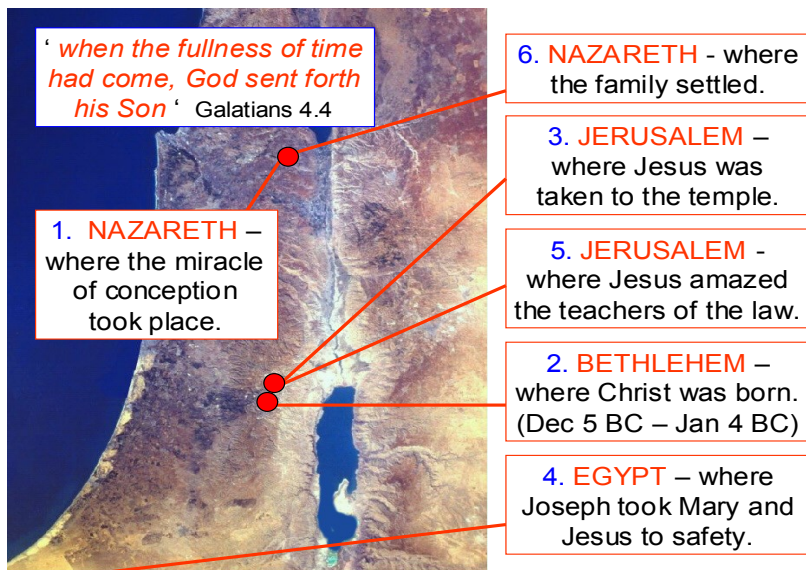 ‘ when the fullness of time
had come, God sent forth
his Son ‘ Galatians 4.4
6. NAZARETH - where
the family settled.
3. JERUSALEM –
where Jesus was
taken to the temple.
1. NAZARETH –
where the miracle
of conception
took place.
5. JERUSALEM -
where Jesus amazed
the teachers of the law.
2. BETHLEHEM –
where Christ was born.
(Dec 5 BC – Jan 4 BC)
4. EGYPT – where
Joseph took Mary and
Jesus to safety.